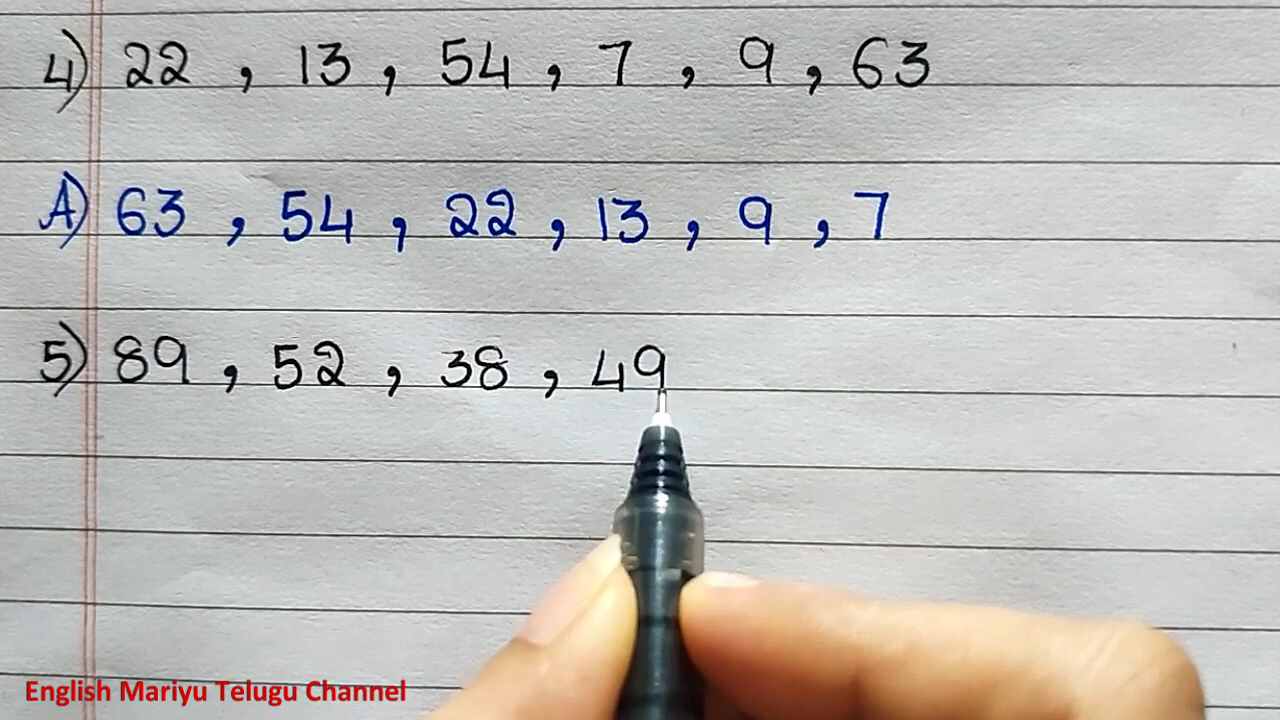 4) 22 , 13 , 54 , 7 , 9 , 63
A) 63 , 54 , 22 , 13 , 9 , 7
5) 89 , 52 , 38 , 49
English Mariyu Telugu Channel